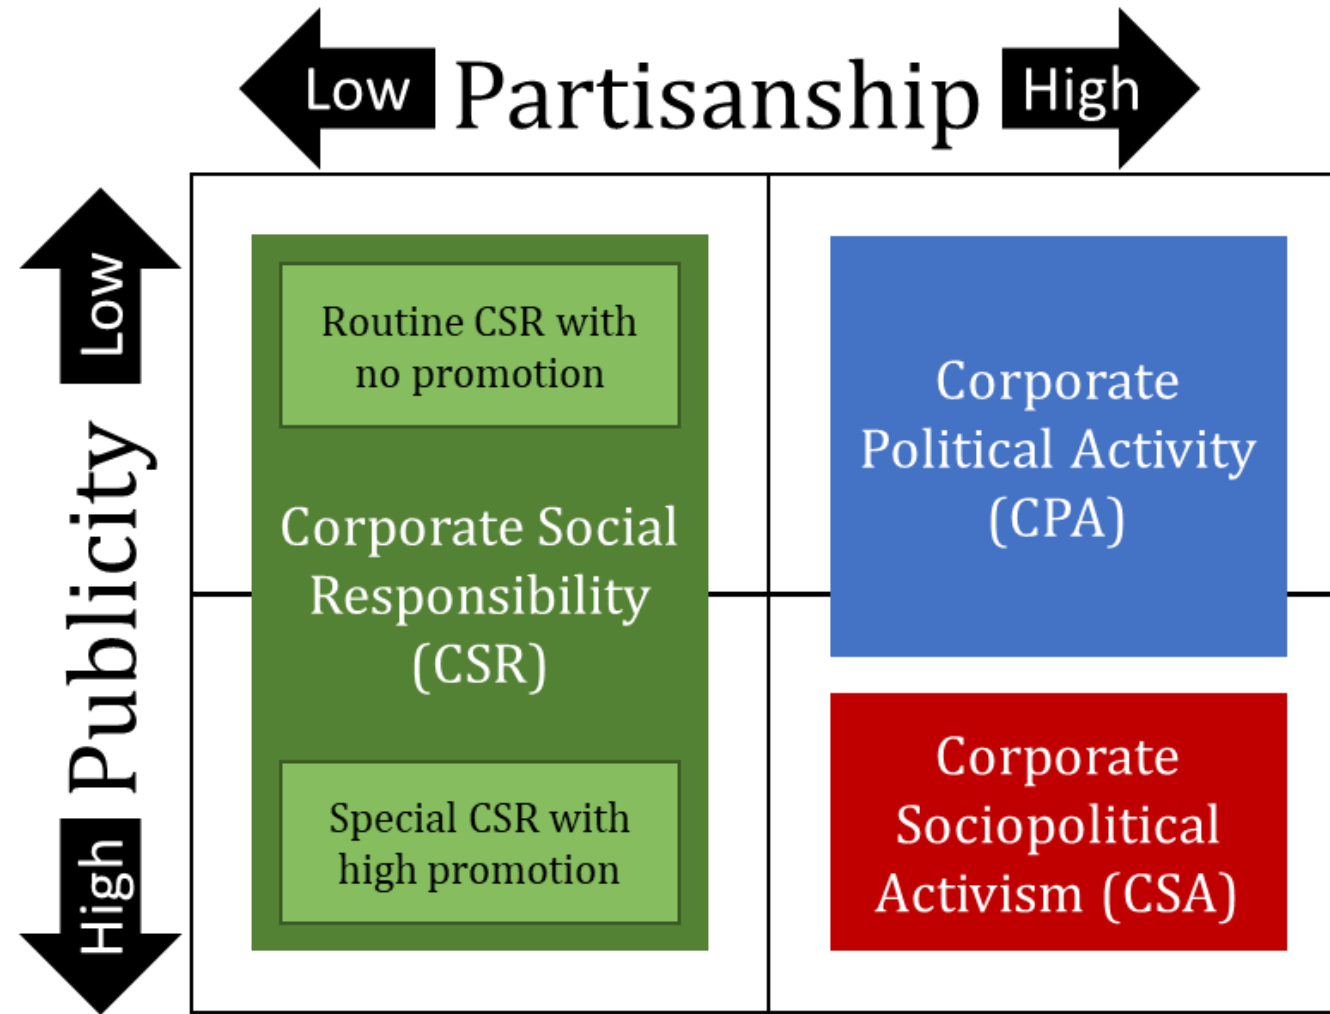 Low Partisanship High
Low
Publicity
High
Routine CSR with
no promotion
Corporate Social
Responsibility
(CSR)
Special CSR with
high promotion
Corporate
Political Activity
(CPA)
Corporate
Sociopolitical
Activism (CSA)